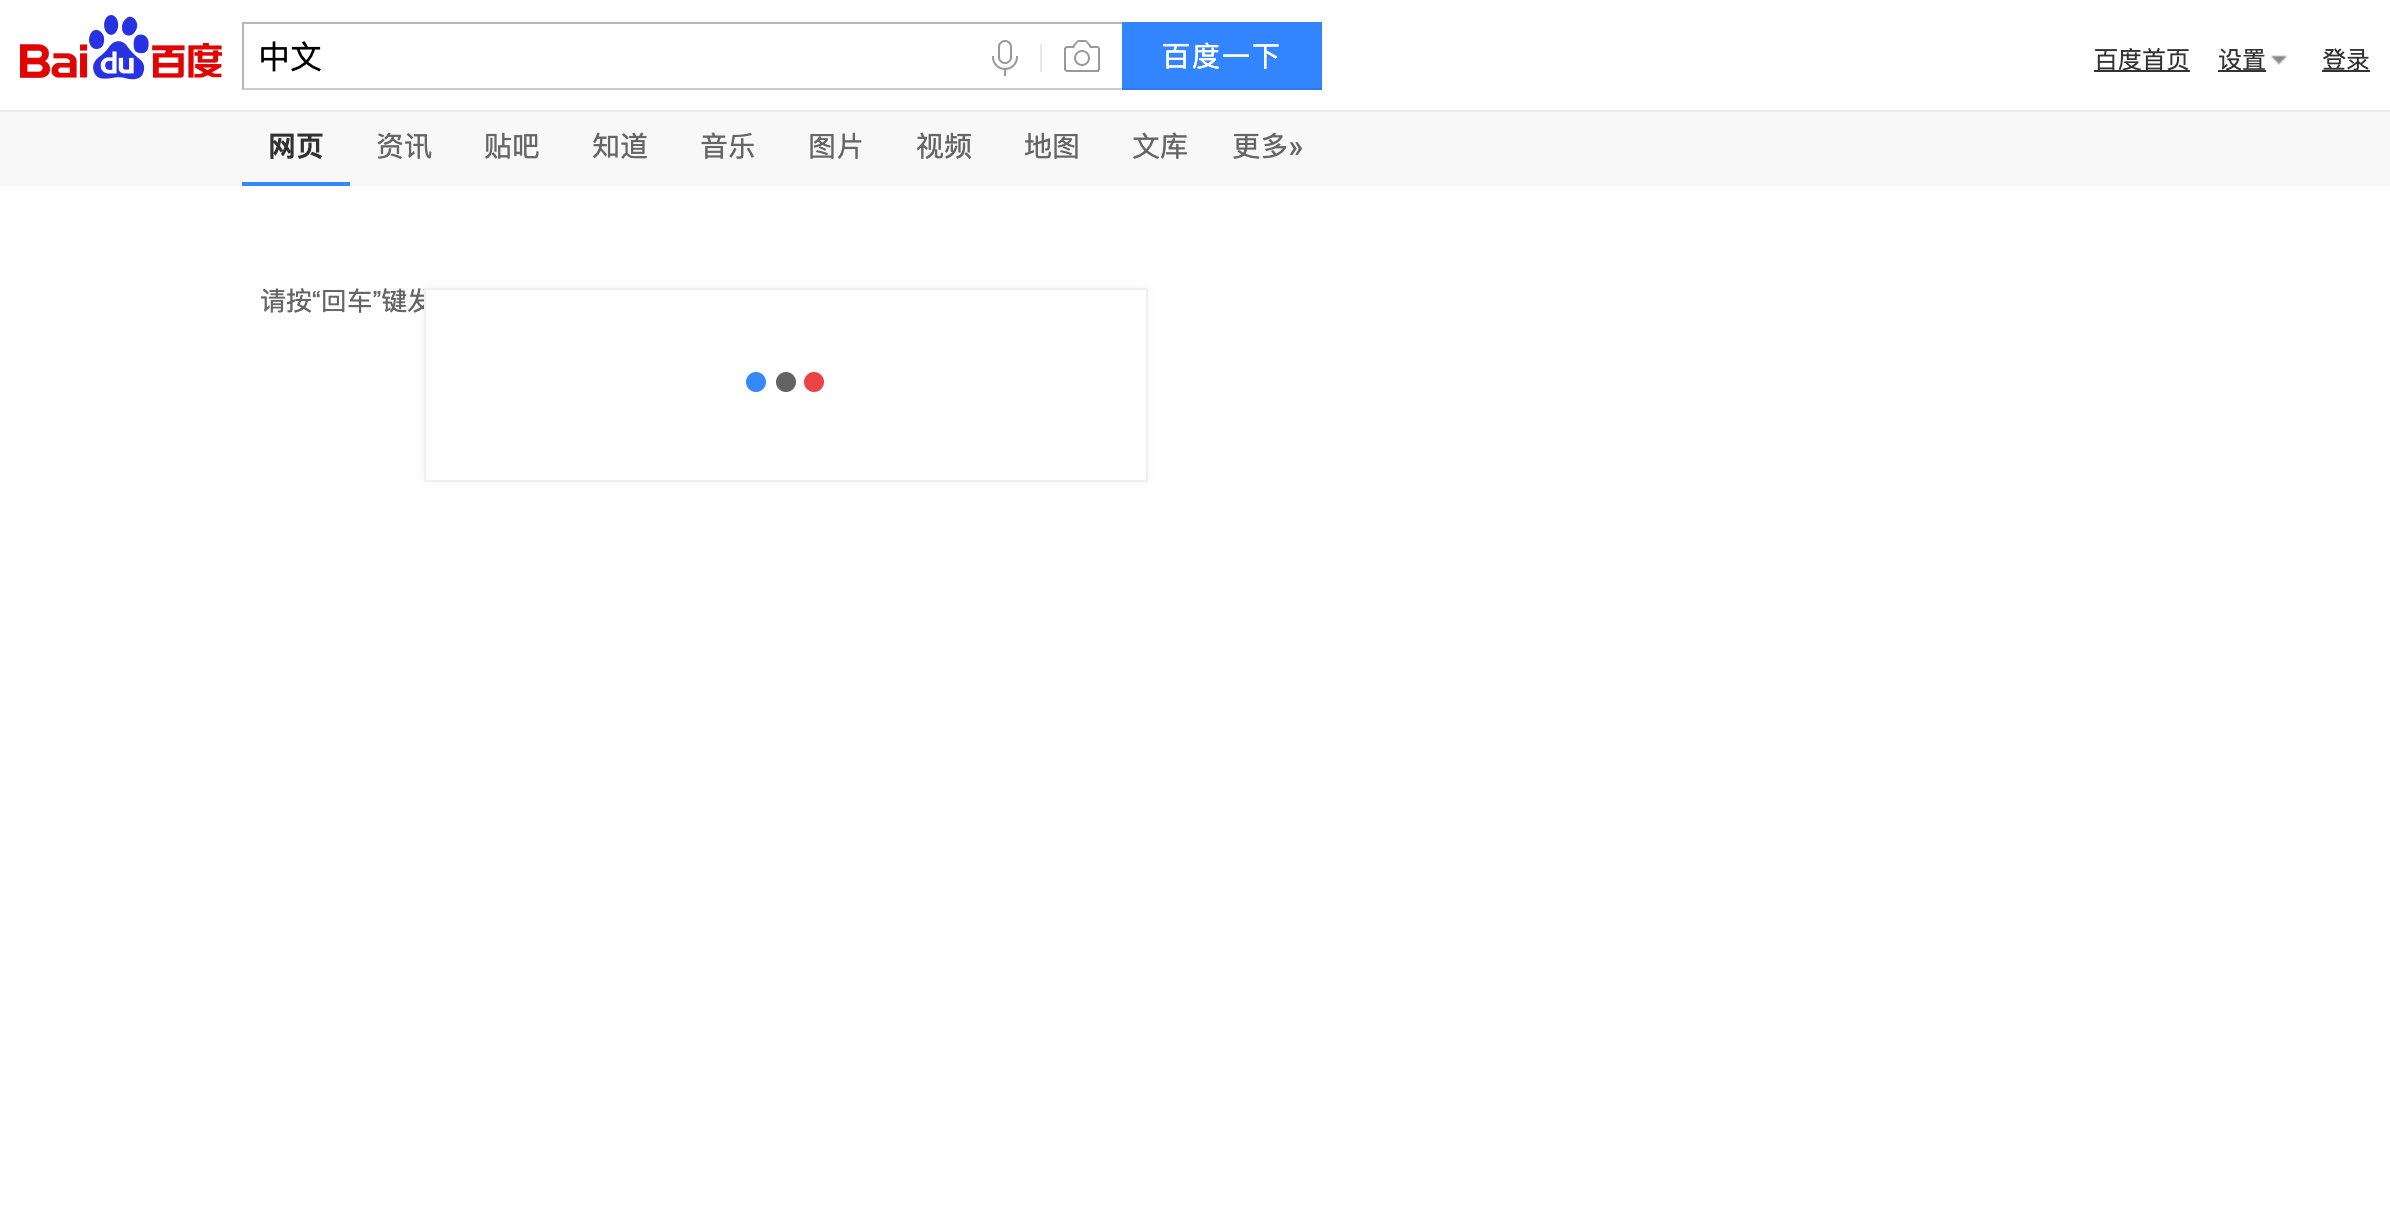 Baidu百度 中文 百度一下 百度首页 设置 登录
网页 资讯 贴吧 知道 音乐 图片 视频 地图 文库 更多»
请按“回车”键发